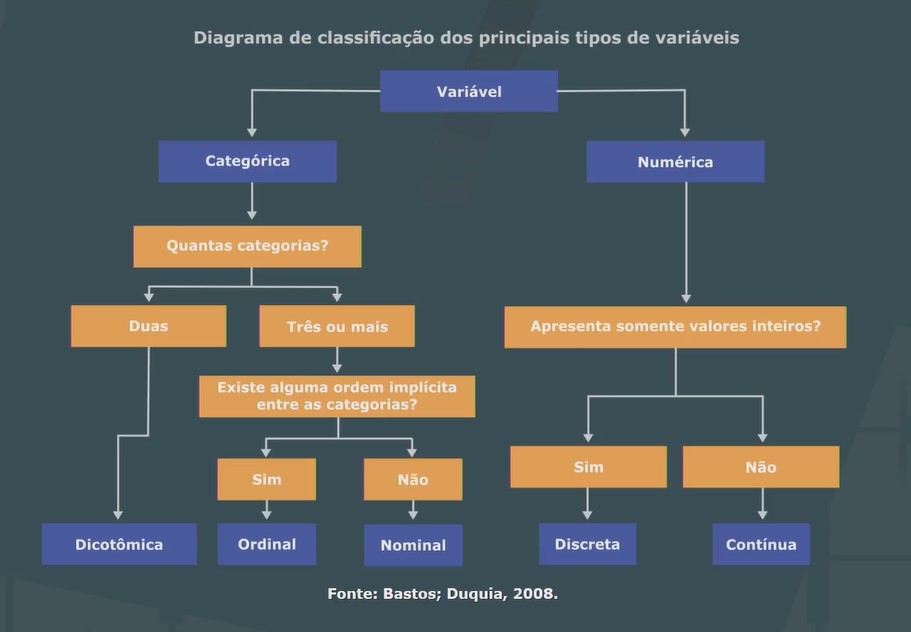 Diagrama de classificação dos principais tipos de variáveis
Variável
Categórica
Numérica
Quantas categorias?
Duas
Três ou mais
Apresenta somente valores inteiros?
Existe alguma ordem implícita
entre as categorias?
Sim
Não
Sim
Não
Dicotômica
Ordinal
Nominal
Discreta
Contínua
Fonte: Bastos; Duquia, 2008.